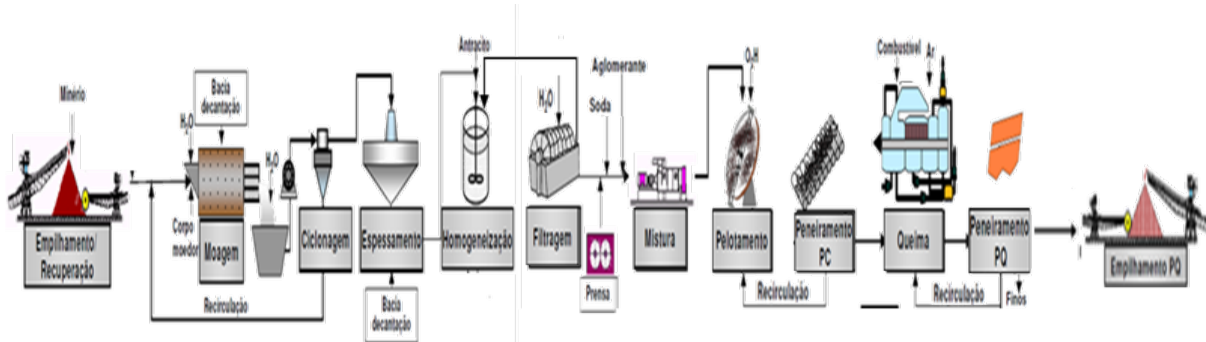 Minério
Empilhamento/
Recuperação
H₂O
Corpo
moedor
Bacia
decantação
Moagem
H₂O
Ciclonagem
Recirculação
Espessamento
Bacia
decantação
Antracito
Homogeneização
H₂O
Filtragem
Soda
Aglomerante
Prensa
Mistura
O₂H
Pelotamento
Peneiramento
PC
Recirculação
Combustível
Ar
Queima
Recirculação
Peneiramento
PQ
Finos
Empilhamento PQ